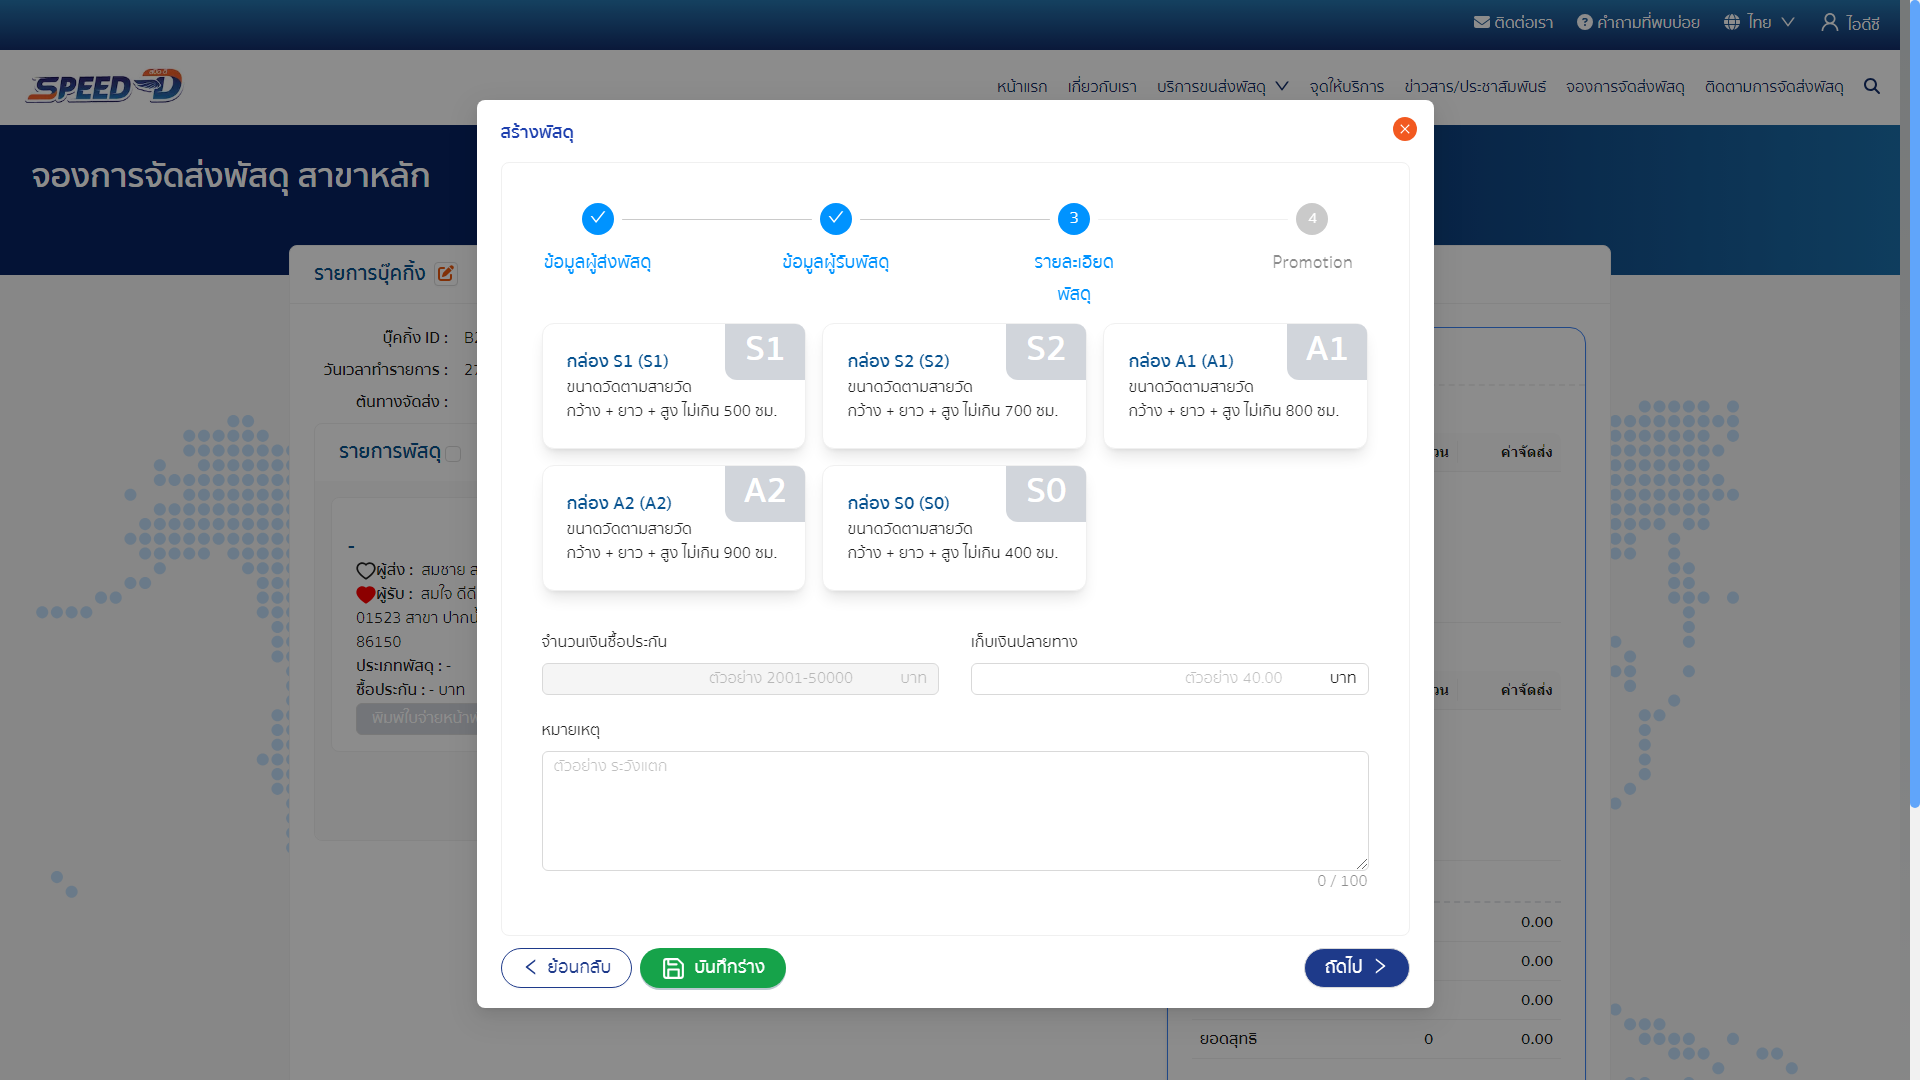 ติดต่อเรา
คำถามที่พบบ่อย
ไทย
ไอดีซี
SPEED-D
หน้าแรก
เกี่ยวกับเรา
บริการขนส่งพัสดุ
จุดให้บริการ
ข่าวสาร/ประชาสัมพันธ์
จองการจัดส่งพัสดุ
ติดตามการจัดส่งพัสดุ
จองการจัดส่งพัสดุ สาขาหลัก
รายการบุ๊คกิ้ง
บุ๊คกิ้ง ID :
วันเวลาทำรายการ :
ต้นทางจัดส่ง :
รายการพัสดุ
-
ผู้ส่ง : สมชาย
ผู้รับ : สมใจ
01523 สาขา
86150
ประเภทพัสดุ : -
ซื้อประกัน : - บาท
สร้างพัสดุ
ข้อมูลผู้ส่งพัสดุ
ข้อมูลผู้รับพัสดุ
3
รายละเอียด
พัสดุ
4
Promotion
S1
กล่อง S1 (S1)
ขนาดวัดตามสายวัด
กว้าง + ยาว + สูง ไม่เกิน 500 ซม.
S2
กล่อง S2 (S2)
ขนาดวัดตามสายวัด
กว้าง + ยาว + สูง ไม่เกิน 700 ซม.
A1
กล่อง A1 (A1)
ขนาดวัดตามสายวัด
กว้าง + ยาว + สูง ไม่เกิน 800 ซม.
A2
กล่อง A2 (A2)
ขนาดวัดตามสายวัด
กว้าง + ยาว + สูง ไม่เกิน 900 ซม.
S0
กล่อง S0 (S0)
ขนาดวัดตามสายวัด
กว้าง + ยาว + สูง ไม่เกิน 400 ซม.
จำนวนเงินซื้อประกัน
ตัวอย่าง 2001-50000 บาท
เก็บเงินปลายทาง
ตัวอย่าง 40.00 บาท
หมายเหตุ
ตัวอย่าง ระวังแตก
0 / 100
ย้อนกลับ
บันทึกร่าง
ถัดไป
ค่าจัดส่ง
ค่าจัดส่ง
0.00
0.00
0.00
ยอดสุทธิ 0 0.00